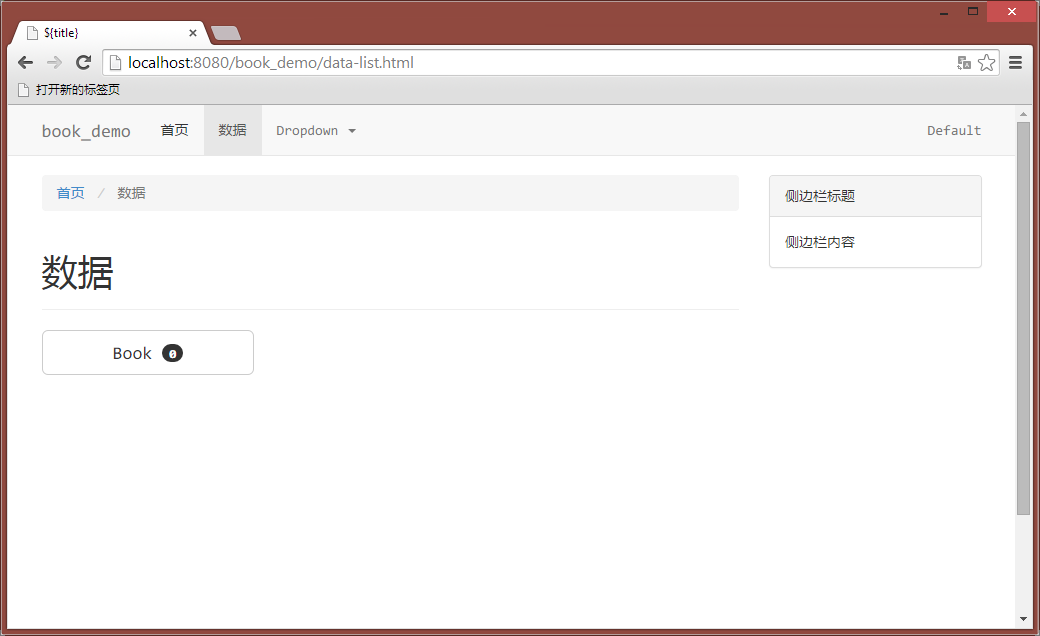 ${title}
localhost:8080/book_demo/data-list.html
打开新的标签页
book_demo 首页 数据 Dropdown Default
首页 / 数据
侧边栏标题
侧边栏内容
数据
Book 0